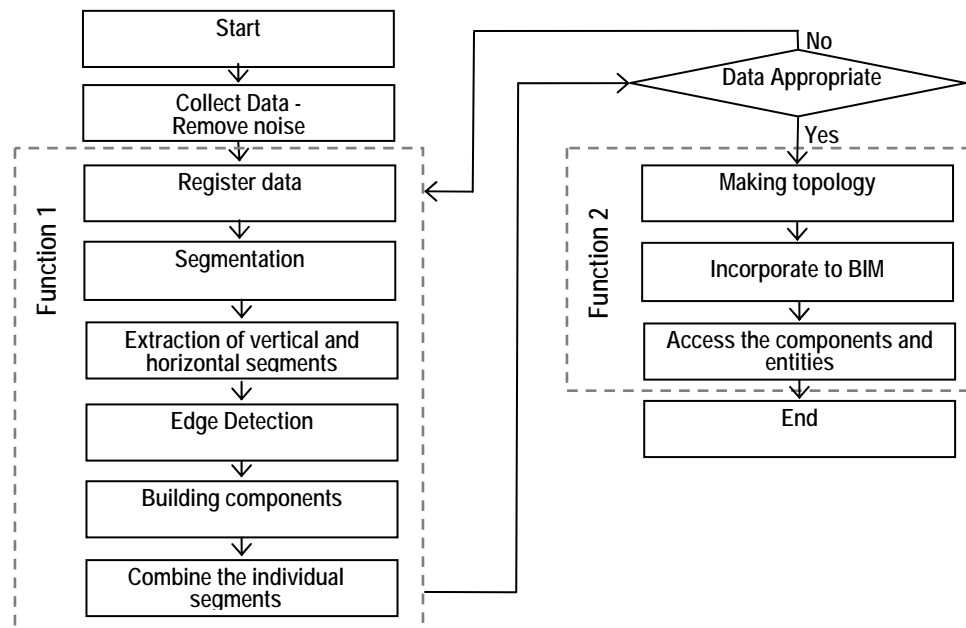 Start
Collect Data -
Remove noise
Function 1
Register data
Segmentation
Extraction of vertical and
horizontal segments
Edge Detection
Building components
Combine the individual
segments
No
Data Appropriate
Yes
Function 2
Making topology
Incorporate to BIM
Access the components and
entities
End